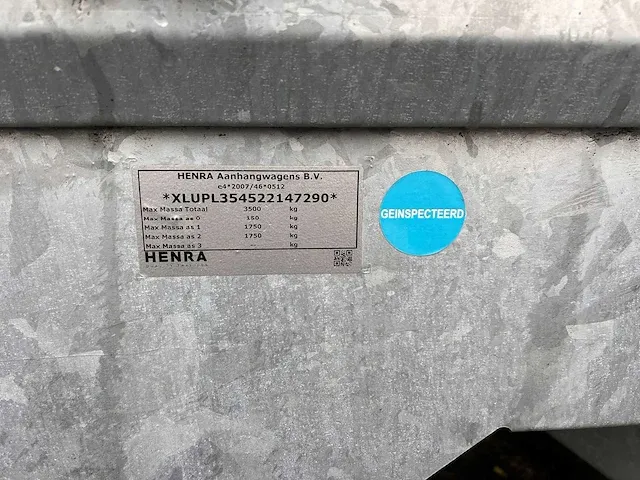 HENRA Aanhangwagens B.V.
e4*2007/46*0512
*XLUPL354522147290*
Max Massa Totaal 3500 kg
Max Massa as 0 150 kg
Max Massa as 1 1750 kg
Max Massa as 2 1750 kg
Max Massa as 3 kg
HENRA
GEINSPECTEERD